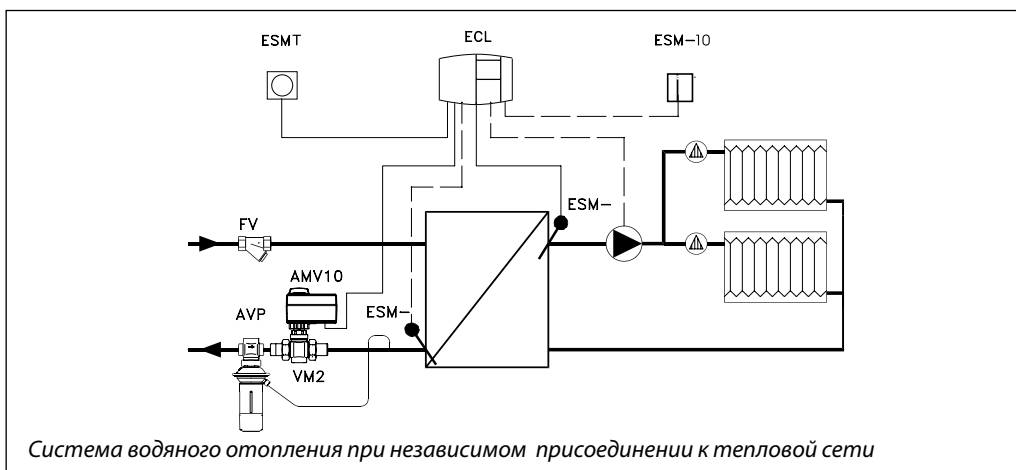 ESMT
ECL
ESM-10
ESM-
FV
AMV10
ESM-
AVP
VM2
Система водяного отопления при независимом присоединении к тепловой сети